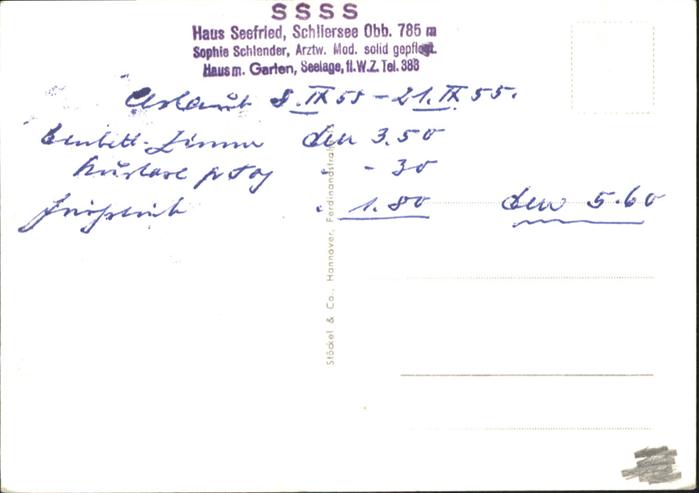 SSSS
Haus Seefried, Schliersee Obb. 785 m
Sophie Schlender, Arztw. Mod. solid gepflegt.
Haus m. Garten, Seelage, fl. W. Z. Tel. 388
Urlaub 8. IX 55 - 21. IX 55.
Einbett-Zimmer dm 3.50
Kurtaxe p Tag " - 30
Frühstück " 1.80 dm 5.60
Stöckel & Co., Hannover, Ferdinandstraße